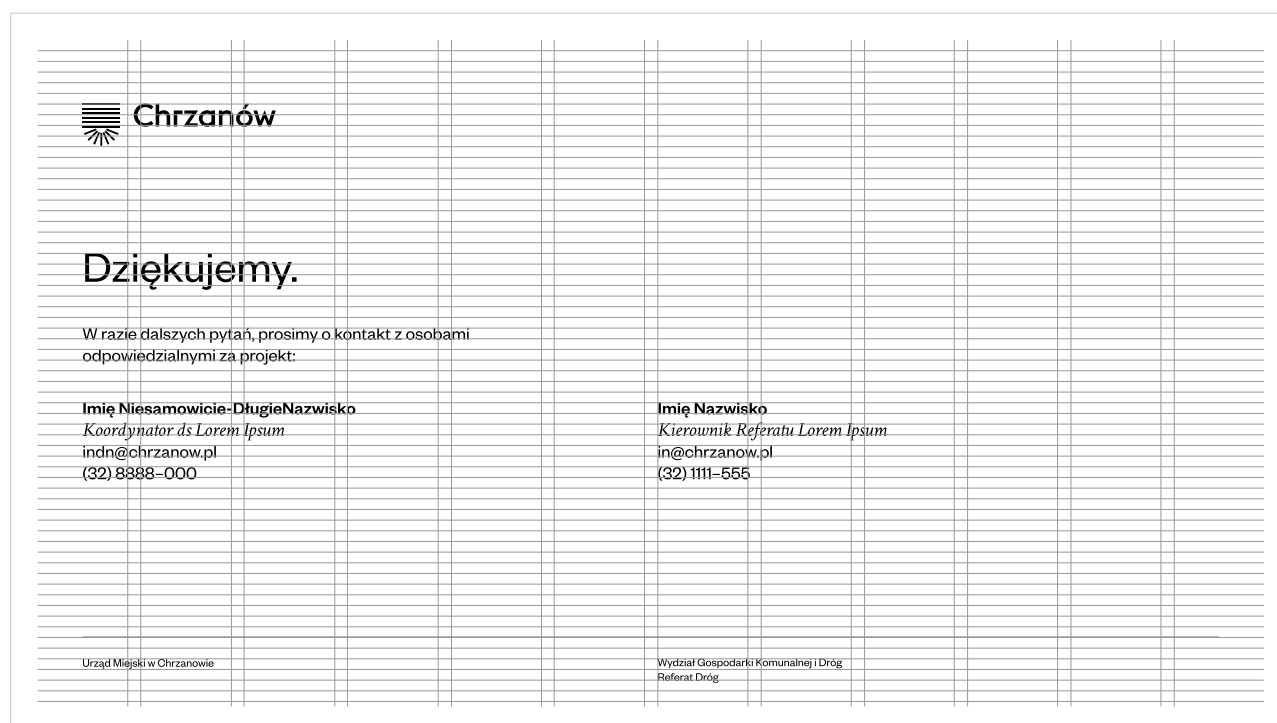 Chrzanów
Dziękujemy.
W razie dalszych pytań, prosimy o kontakt z osobami
odpowiedzialnymi za projekt:
Imię Niesamowicie-DługieNazwisko
Koordynator ds Lorem Ipsum
indn@chrzanow.pl
(32) 8888–000
Imię Nazwisko
Kierownik Referatu Lorem Ipsum
in@chrzanow.pl
(32) 1111–555
Urząd Miejski w Chrzanowie
Wydział Gospodarki Komunalnej i Dróg
Referat Dróg